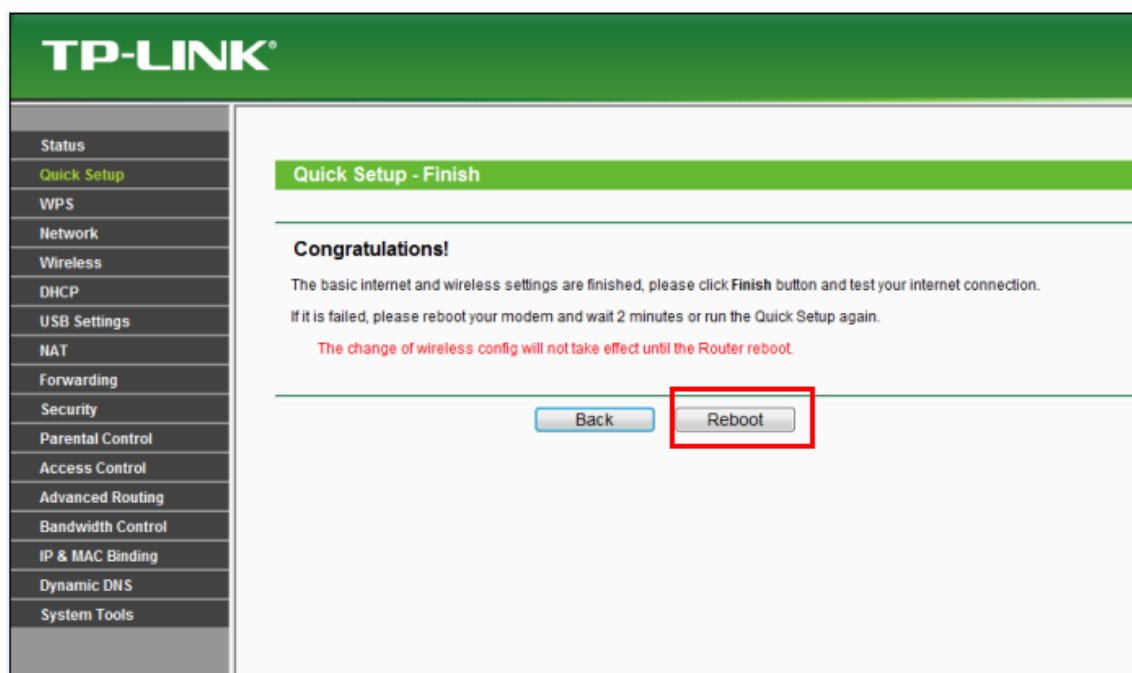 TP-LINK®
Status
Quick Setup
WPS
Network
Wireless
DHCP
USB Settings
NAT
Forwarding
Security
Parental Control
Access Control
Advanced Routing
Bandwidth Control
IP & MAC Binding
Dynamic DNS
System Tools
Quick Setup - Finish
Congratulations!
The basic internet and wireless settings are finished, please click Finish button and test your internet connection.
If it is failed, please reboot your modem and wait 2 minutes or run the Quick Setup again.
The change of wireless config will not take effect until the Router reboot.
Back Reboot